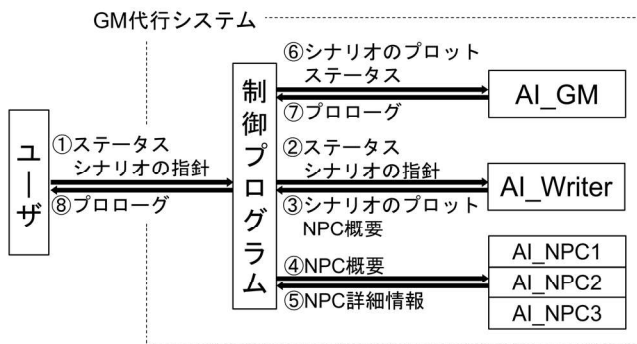 GM代行システム
ユーザ
①ステータス
シナリオの指針
⑧プロローグ
制御プログラム
⑥シナリオのプロット
ステータス
⑦プロローグ
AI_GM
②ステータス
シナリオの指針
③シナリオのプロット
NPC概要
AI_Writer
④NPC概要
⑤NPC詳細情報
AI_NPC1
AI_NPC2
AI_NPC3